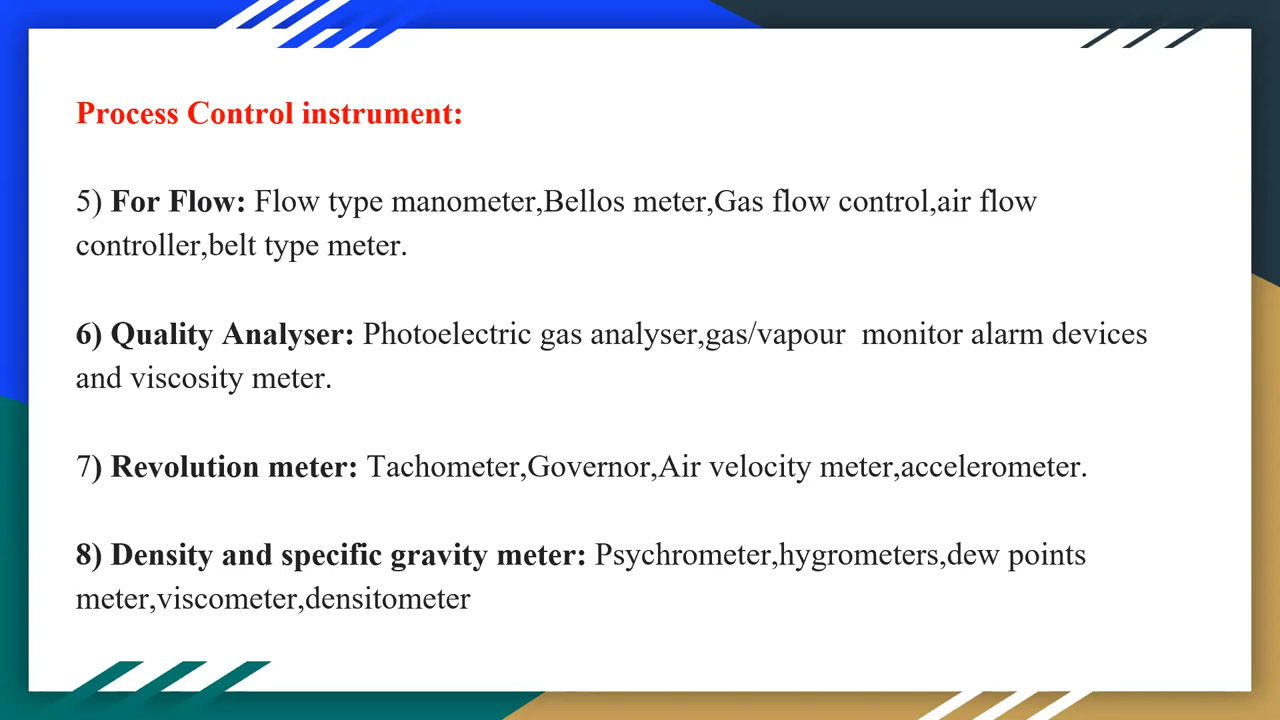 Process Control instrument:
5) For Flow: Flow type manometer,Bellos meter,Gas flow control,air flow
controller,belt type meter.
6) Quality Analyser: Photoelectric gas analyser,gas/vapour  monitor alarm devices
and viscosity meter.
7) Revolution meter: Tachometer,Governor,Air velocity meter,accelerometer.
8) Density and specific gravity meter: Psychrometer,hygrometers,dew points
meter,viscometer,densitometer